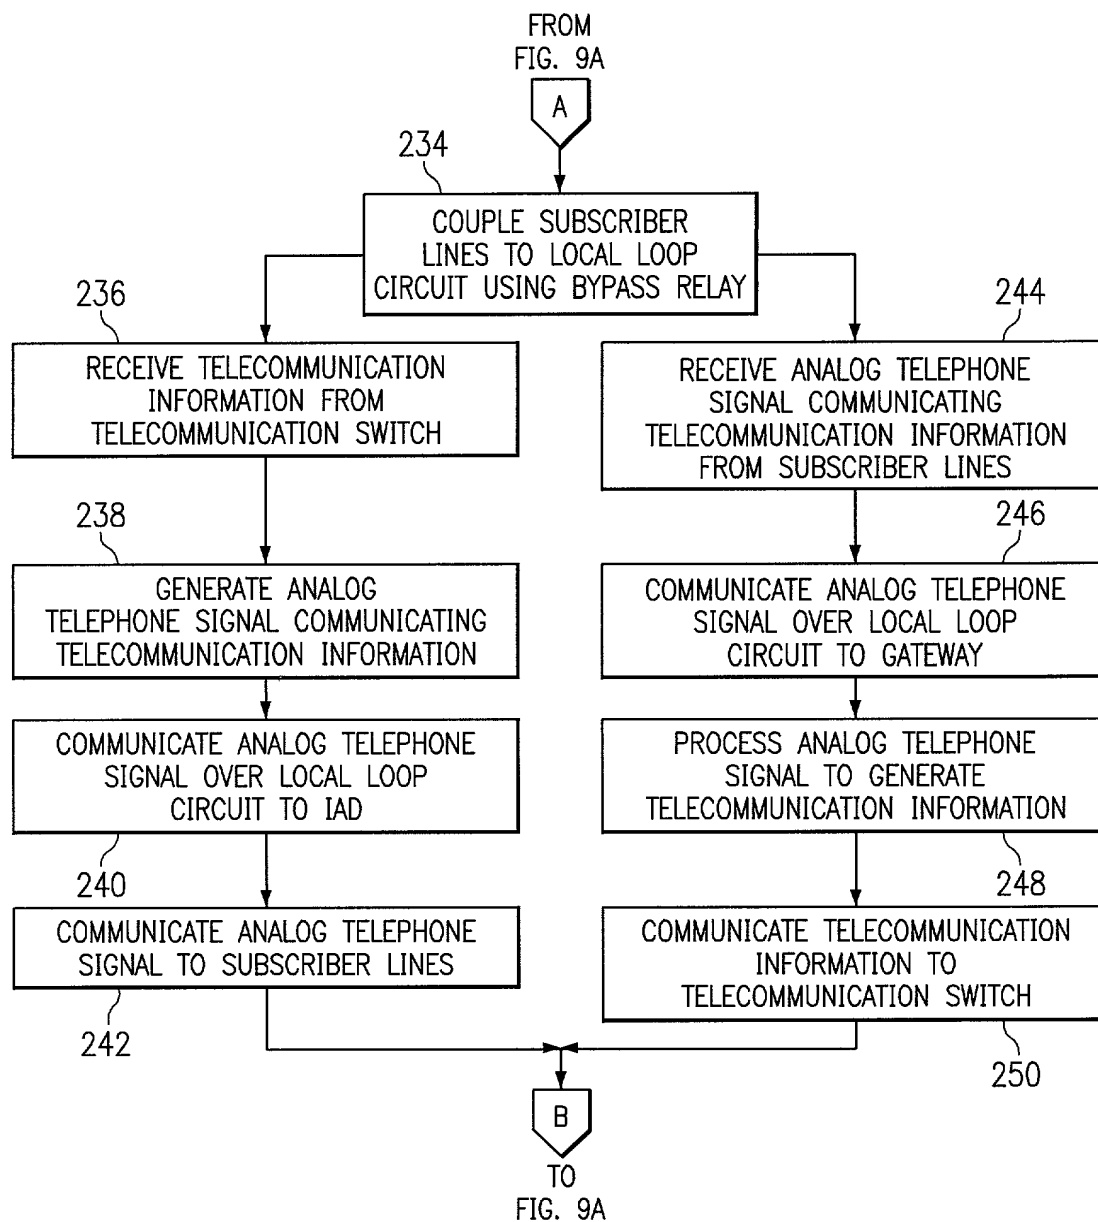 FROM
FIG. 9A
A
234
COUPLE SUBSCRIBER
LINES TO LOCAL LOOP
CIRCUIT USING BYPASS RELAY
236
RECEIVE TELECOMMUNICATION
INFORMATION FROM
TELECOMMUNICATION SWITCH
238
GENERATE ANALOG
TELEPHONE SIGNAL COMMUNICATING
TELECOMMUNICATION INFORMATION
COMMUNICATE ANALOG TELEPHONE
SIGNAL OVER LOCAL LOOP
CIRCUIT TO IAD
240
COMMUNICATE ANALOG TELEPHONE
SIGNAL TO SUBSCRIBER LINES
242
244
RECEIVE ANALOG TELEPHONE
SIGNAL COMMUNICATING
TELECOMMUNICATION INFORMATION
FROM SUBSCRIBER LINES
246
COMMUNICATE ANALOG TELEPHONE
SIGNAL OVER LOCAL LOOP
CIRCUIT TO GATEWAY
PROCESS ANALOG TELEPHONE
SIGNAL TO GENERATE
TELECOMMUNICATION INFORMATION
248
COMMUNICATE TELECOMMUNICATION
INFORMATION TO
TELECOMMUNICATION SWITCH
250
B
TO
FIG. 9A